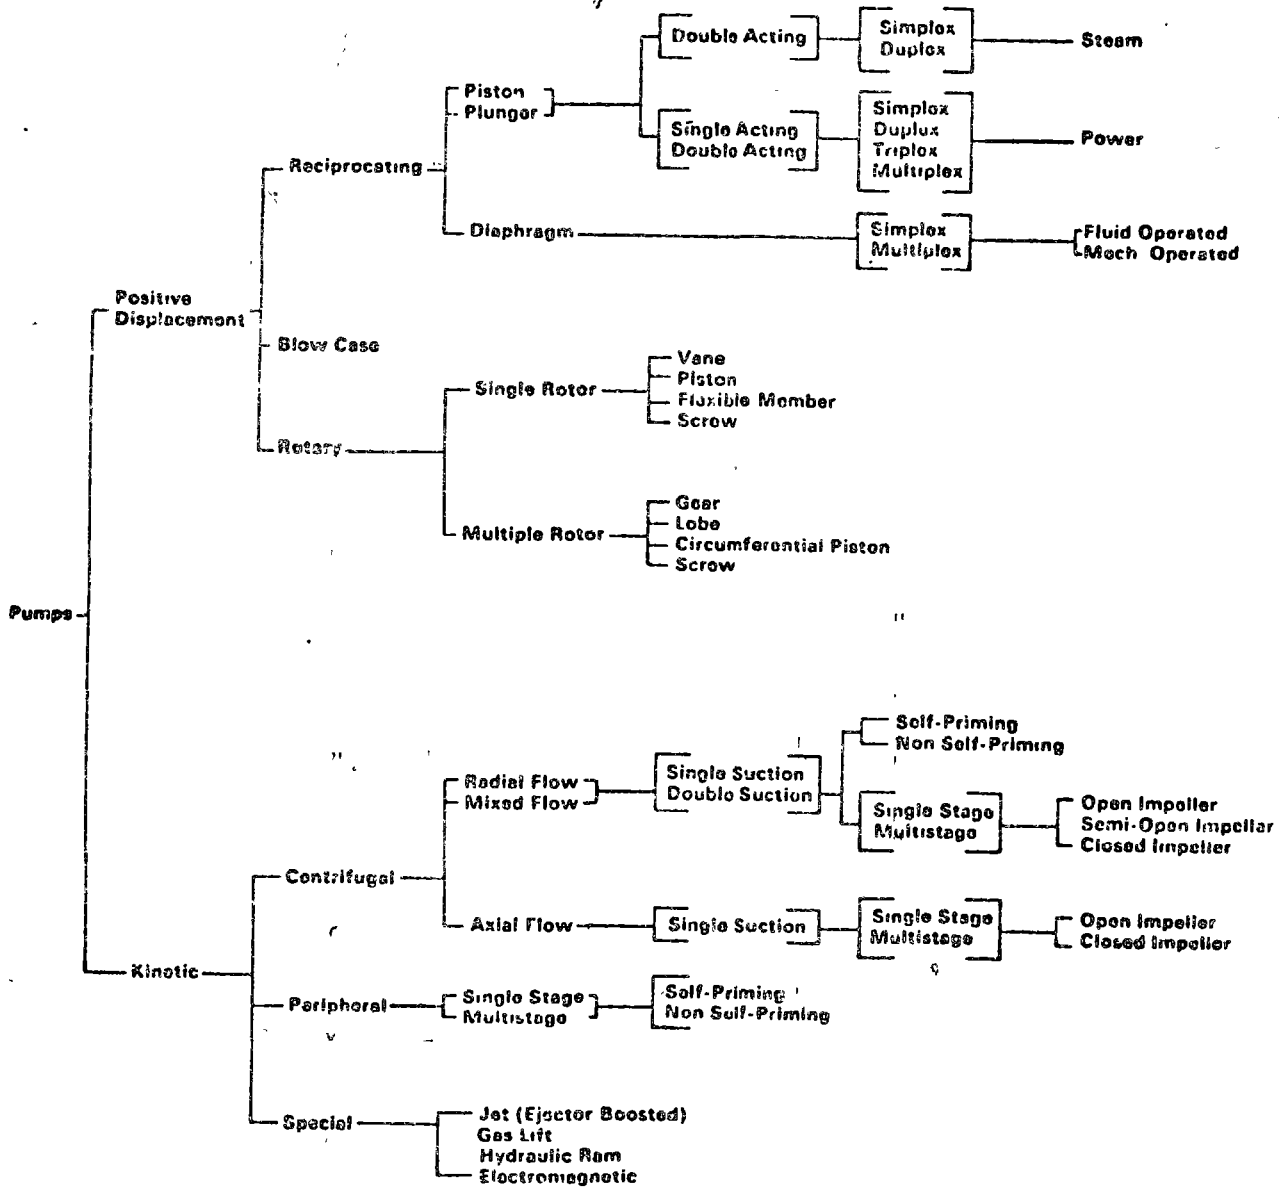 Double Acting
Simplex
Duplex
Steam
Piston
Plunger
Single Acting
Double Acting
Simplex
Duplex
Triplex
Multiplex
Power
Reciprocating
Diaphragm
Simplex
Multiplex
Fluid Operated
Mech Operated
Positive
Displacement
Blow Case
Single Rotor
Vane
Piston
Flexible Member
Screw
Rotary
Multiple Rotor
Gear
Lobe
Circumferential Piston
Screw
Pumps
Self-Priming
Non Self-Priming
Radial Flow
Mixed Flow
Single Suction
Double Suction
Single Stage
Multistage
Open Impeller
Semi-Open Impeller
Closed Impeller
Centrifugal
Axial Flow
Single Suction
Single Stage
Multistage
Open Impeller
Closed Impeller
Kinetic
Peripheral
Single Stage
Multistage
Self-Priming
Non Self-Priming
Special
Jet (Ejector Boosted)
Gas Lift
Hydraulic Ram
Electromagnetic